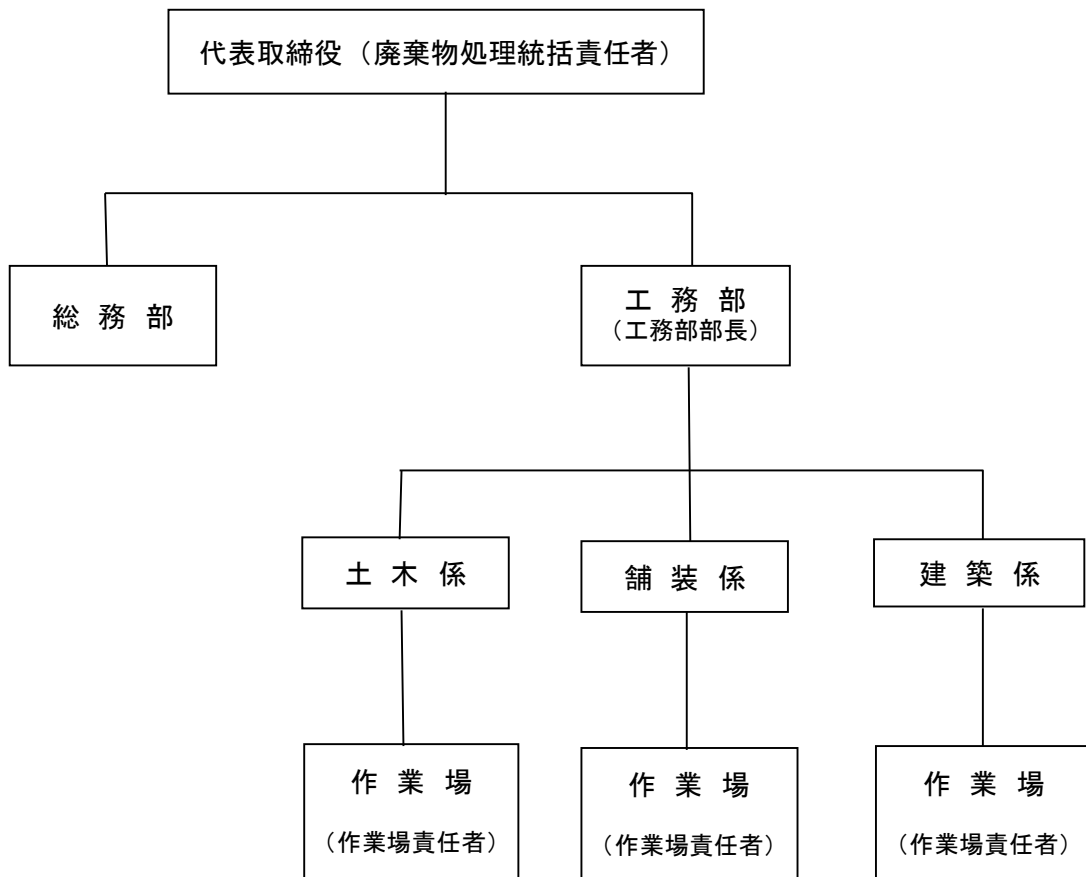 代表取締役（廃棄物処理統括責任者）
総務部
工務部
（工務部部長）
土木係
舗装係
建築係
作業場
（作業場責任者）
作業場
（作業場責任者）
作業場
（作業場責任者）